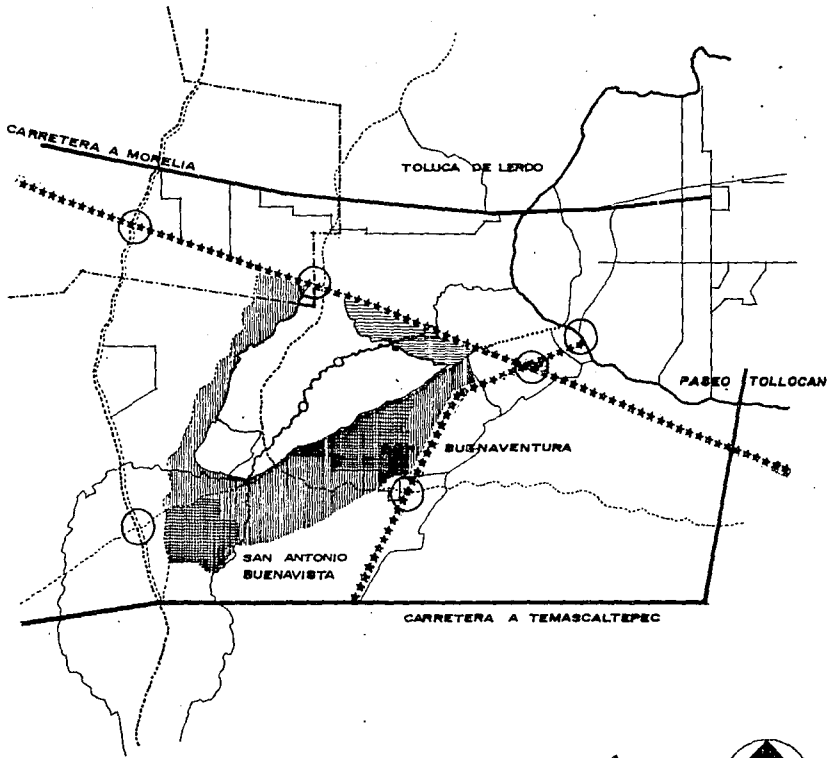 CARRETERA A MORELIA
TOLUCA DE LERDO
PASEO TOLLOCAN
BUENAVENTURA
SAN ANTONIO
BUENAVISTA
CARRETERA A TEMASCALTEPEC